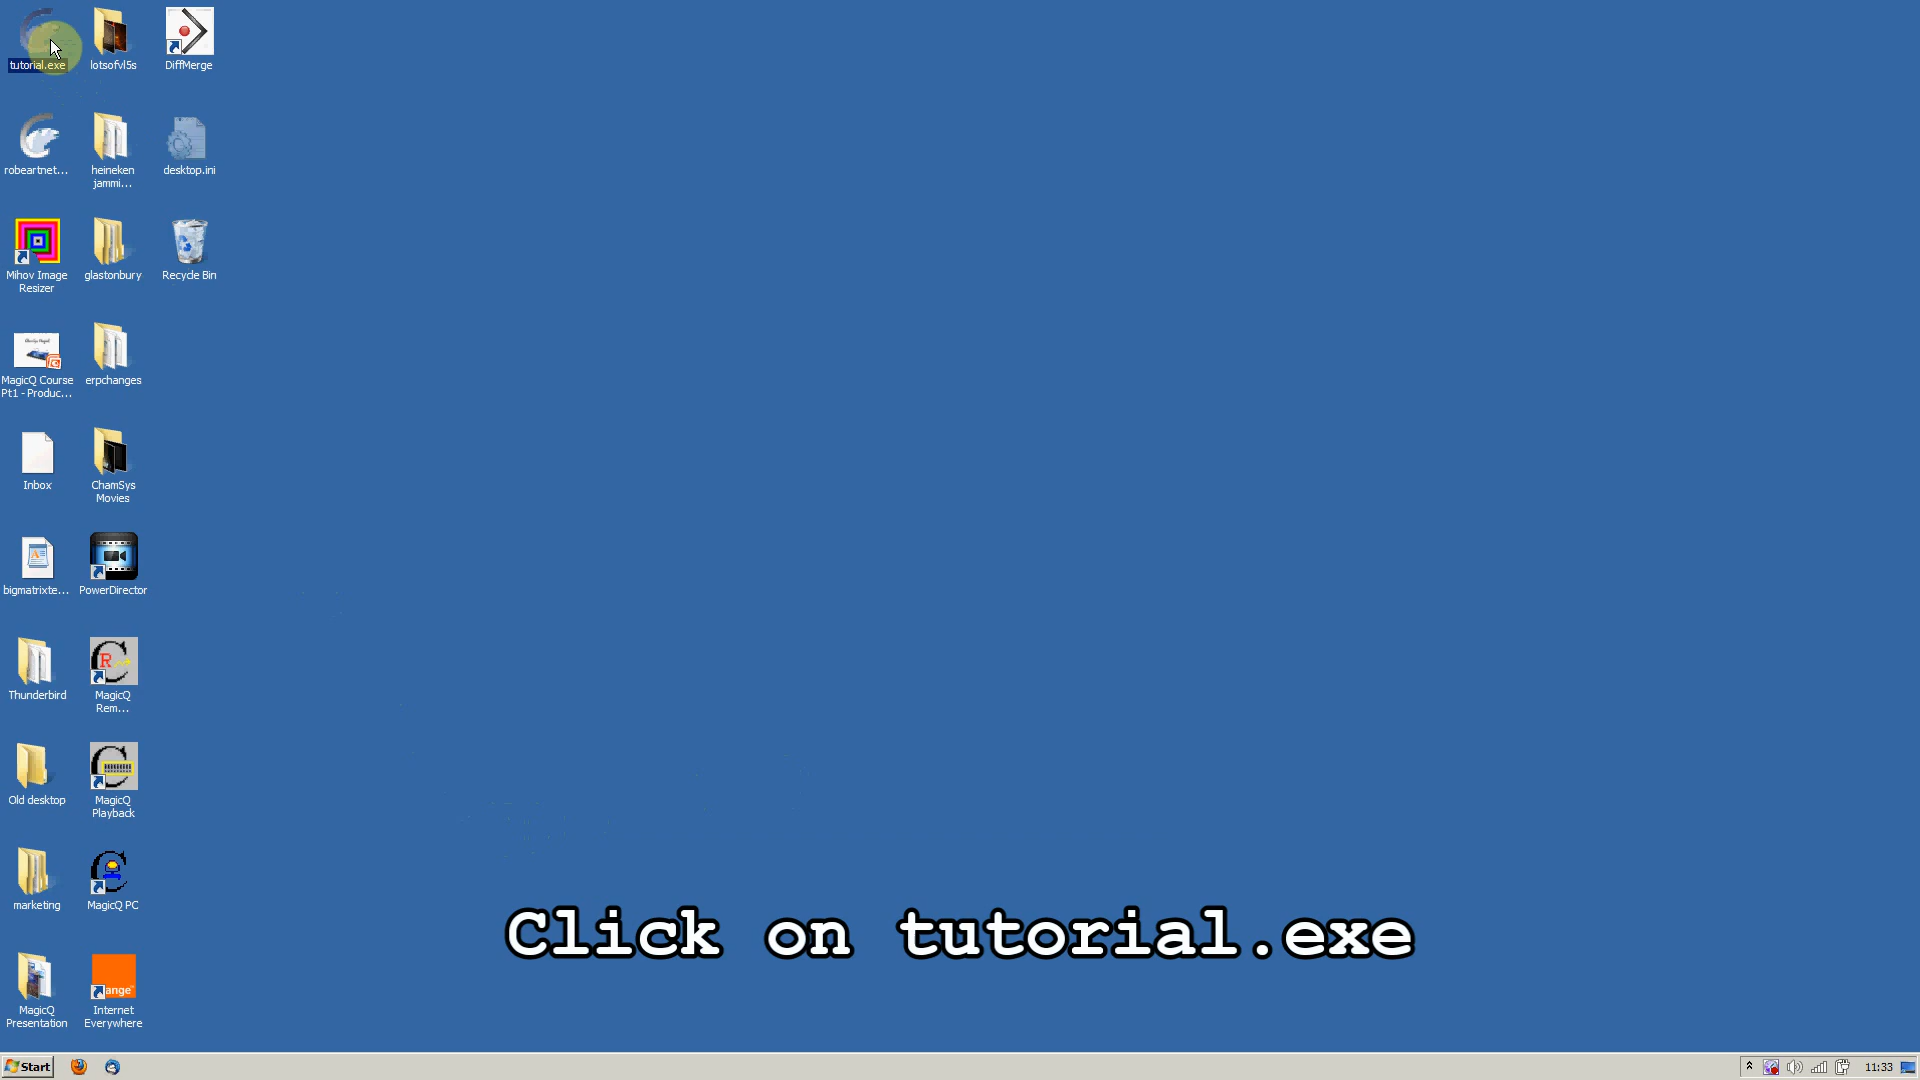 tutorial.exe
lotsofvl5s
DiffMerge
robeartnet...
heineken
jammi...
desktop.ini
Mihov Image
Resizer
glastonbury
Recycle Bin
MagicQ Course
Pt1 - Produc...
erpchanges
Inbox
ChamSys
Movies
bigmatrixte...
PowerDirector
Thunderbird
MagicQ
Rem...
Old desktop
MagicQ
Playback
marketing
MagicQ PC
Click on tutorial.exe
MagicQ
Presentation
ange
Internet
Everywhere
Start
11:33